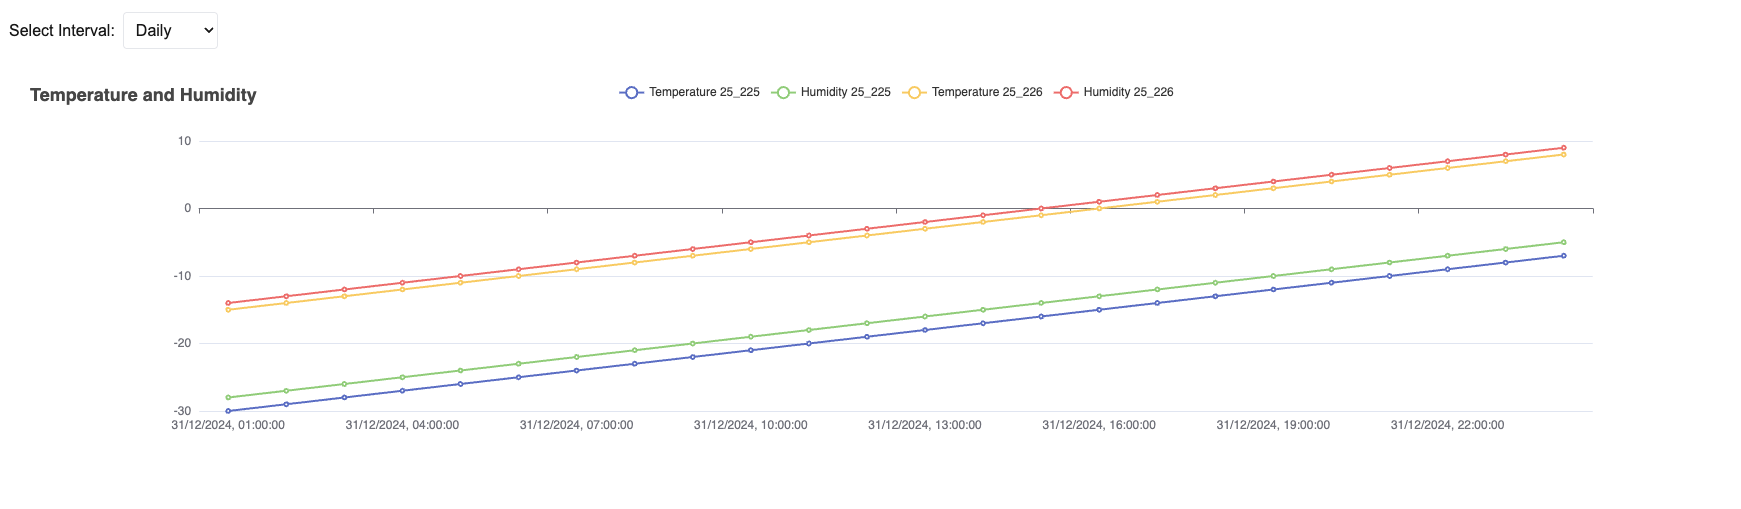 Select Interval: Daily
Temperature and Humidity
Temperature 25_225 Humidity 25_225 Temperature 25_226 Humidity 25_226
10
0
-10
-20
-30
31/12/2024, 01:00:00 31/12/2024, 04:00:00 31/12/2024, 07:00:00 31/12/2024, 10:00:00 31/12/2024, 13:00:00 31/12/2024, 16:00:00 31/12/2024, 19:00:00 31/12/2024, 22:00:00